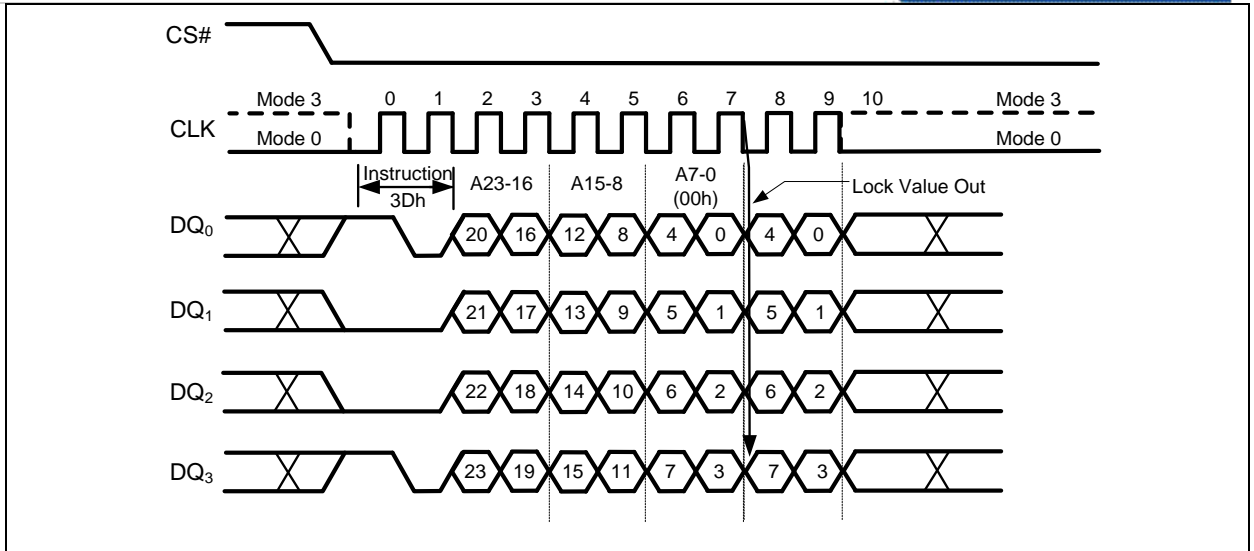 CS#
Mode 3 0 1 2 3 4 5 6 7 8 9 10 Mode 3
CLK
Mode 0 Mode 0
Instruction A23-16 A15-8 A7-0 Lock Value Out
3Dh (00h)
DQ0 20 16 12 8 4 0 4 0
DQ1 21 17 13 9 5 1 5 1
DQ2 22 18 14 10 6 2 6 2
DQ3 23 19 15 11 7 3 7 3